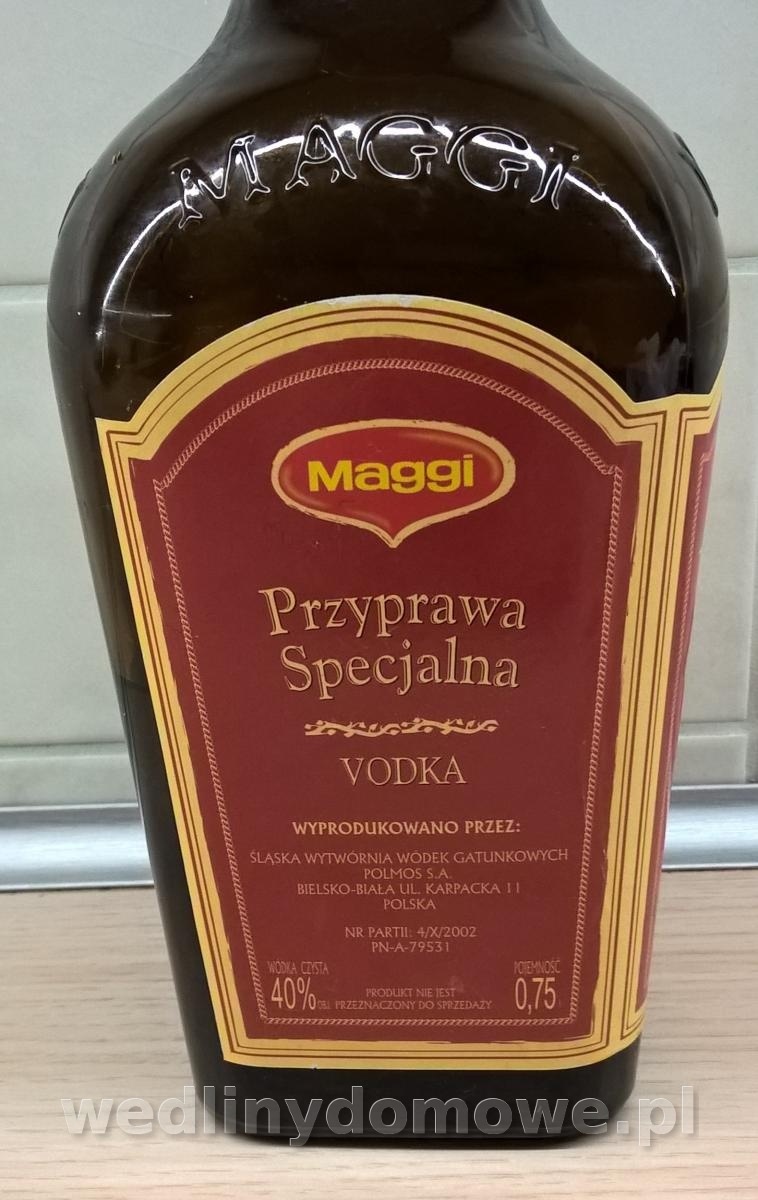 MAGGI
Maggi
Przyprawa
Specjalna
VODKA
WYPRODUKOWANO PRZEZ:
ŚLĄSKA WYTWÓRNIA WÓDEK GATUNKOWYCH
POLMOS S.A.
BIELSKO-BIAŁA UL. KARPACKA 11
POLSKA
NR PARTII: 4/X/2002
PN-A-79531
WÓDKA CZYSTA
40% OBJ.
PRODUKT NIE JEST
PRZEZNACZONY DO SPRZEDAŻY
POJEMNOŚĆ
0,75
wedlinydomowe.pl